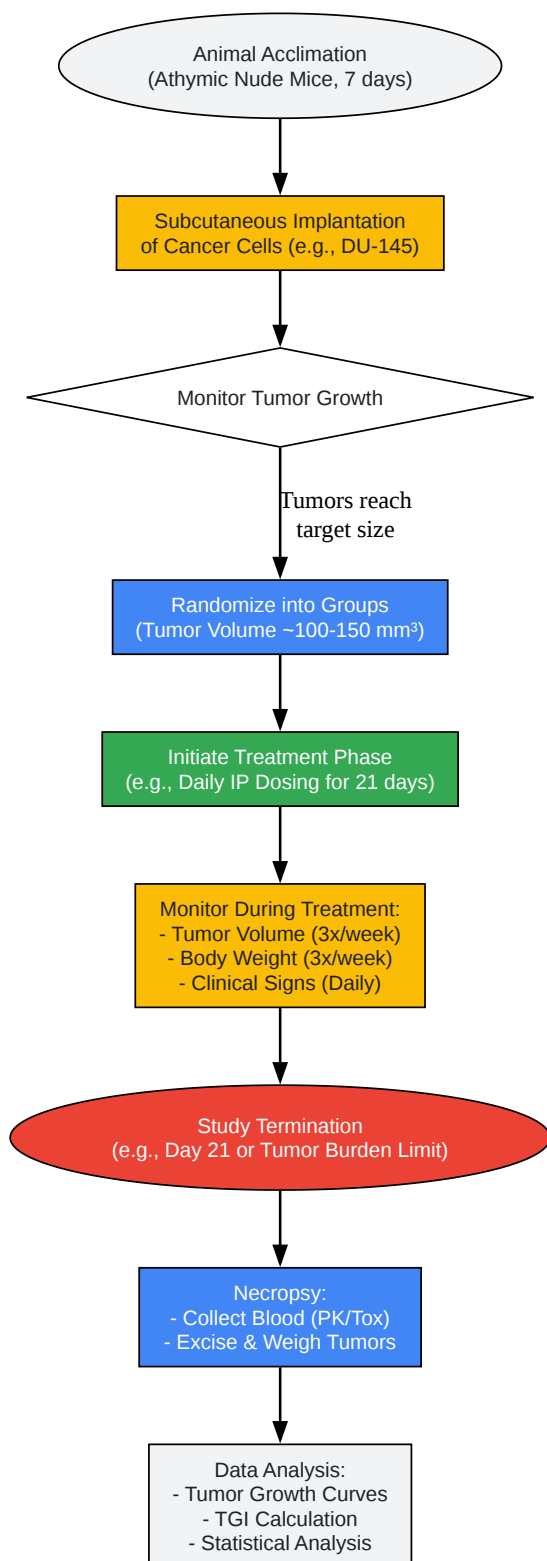 Animal Acclimation
(Athymic Nude Mice, 7 days)
Subcutaneous Implantation
of Cancer Cells (e.g., DU-145)
Monitor Tumor Growth
Tumors reach
target size
Randomize into Groups
(Tumor Volume ~100-150 mm³)
Initiate Treatment Phase
(e.g., Daily IP Dosing for 21 days)
Monitor During Treatment:
- Tumor Volume (3x/week)
- Body Weight (3x/week)
- Clinical Signs (Daily)
Study Termination
(e.g., Day 21 or Tumor Burden Limit)
Necropsy:
- Collect Blood (PK/Tox)
- Excise & Weigh Tumors
Data Analysis:
- Tumor Growth Curves
- TGI Calculation
- Statistical Analysis